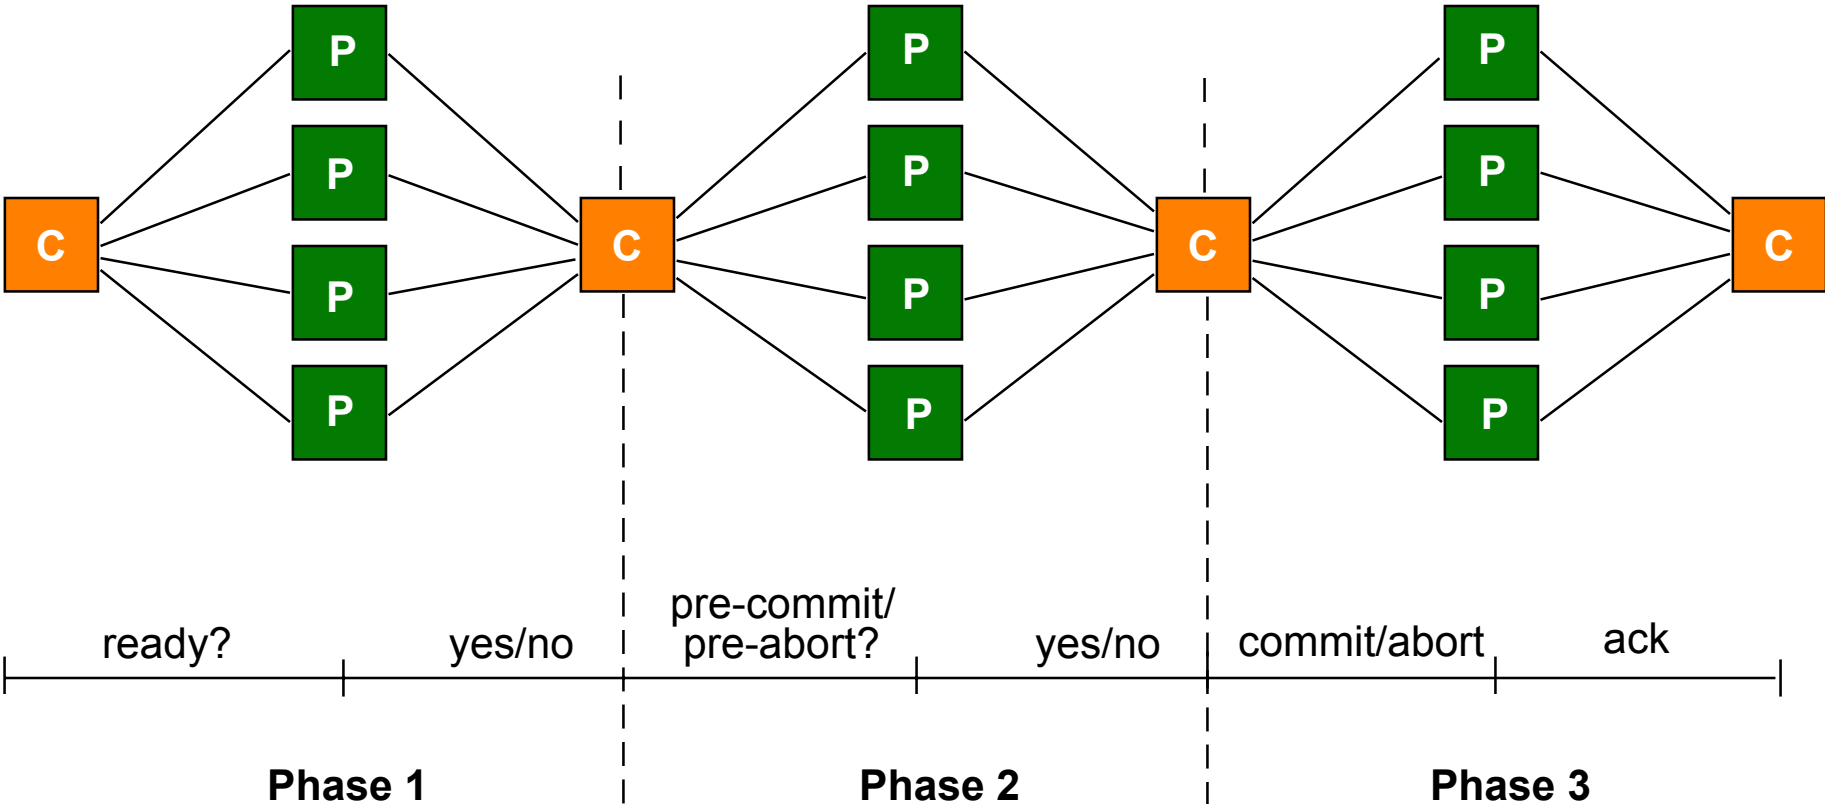 P P P
P P P
C C C C
P P P
P P P
pre-commit/
ready? yes/no pre-abort? yes/no commit/abort ack
Phase 1 Phase 2 Phase 3